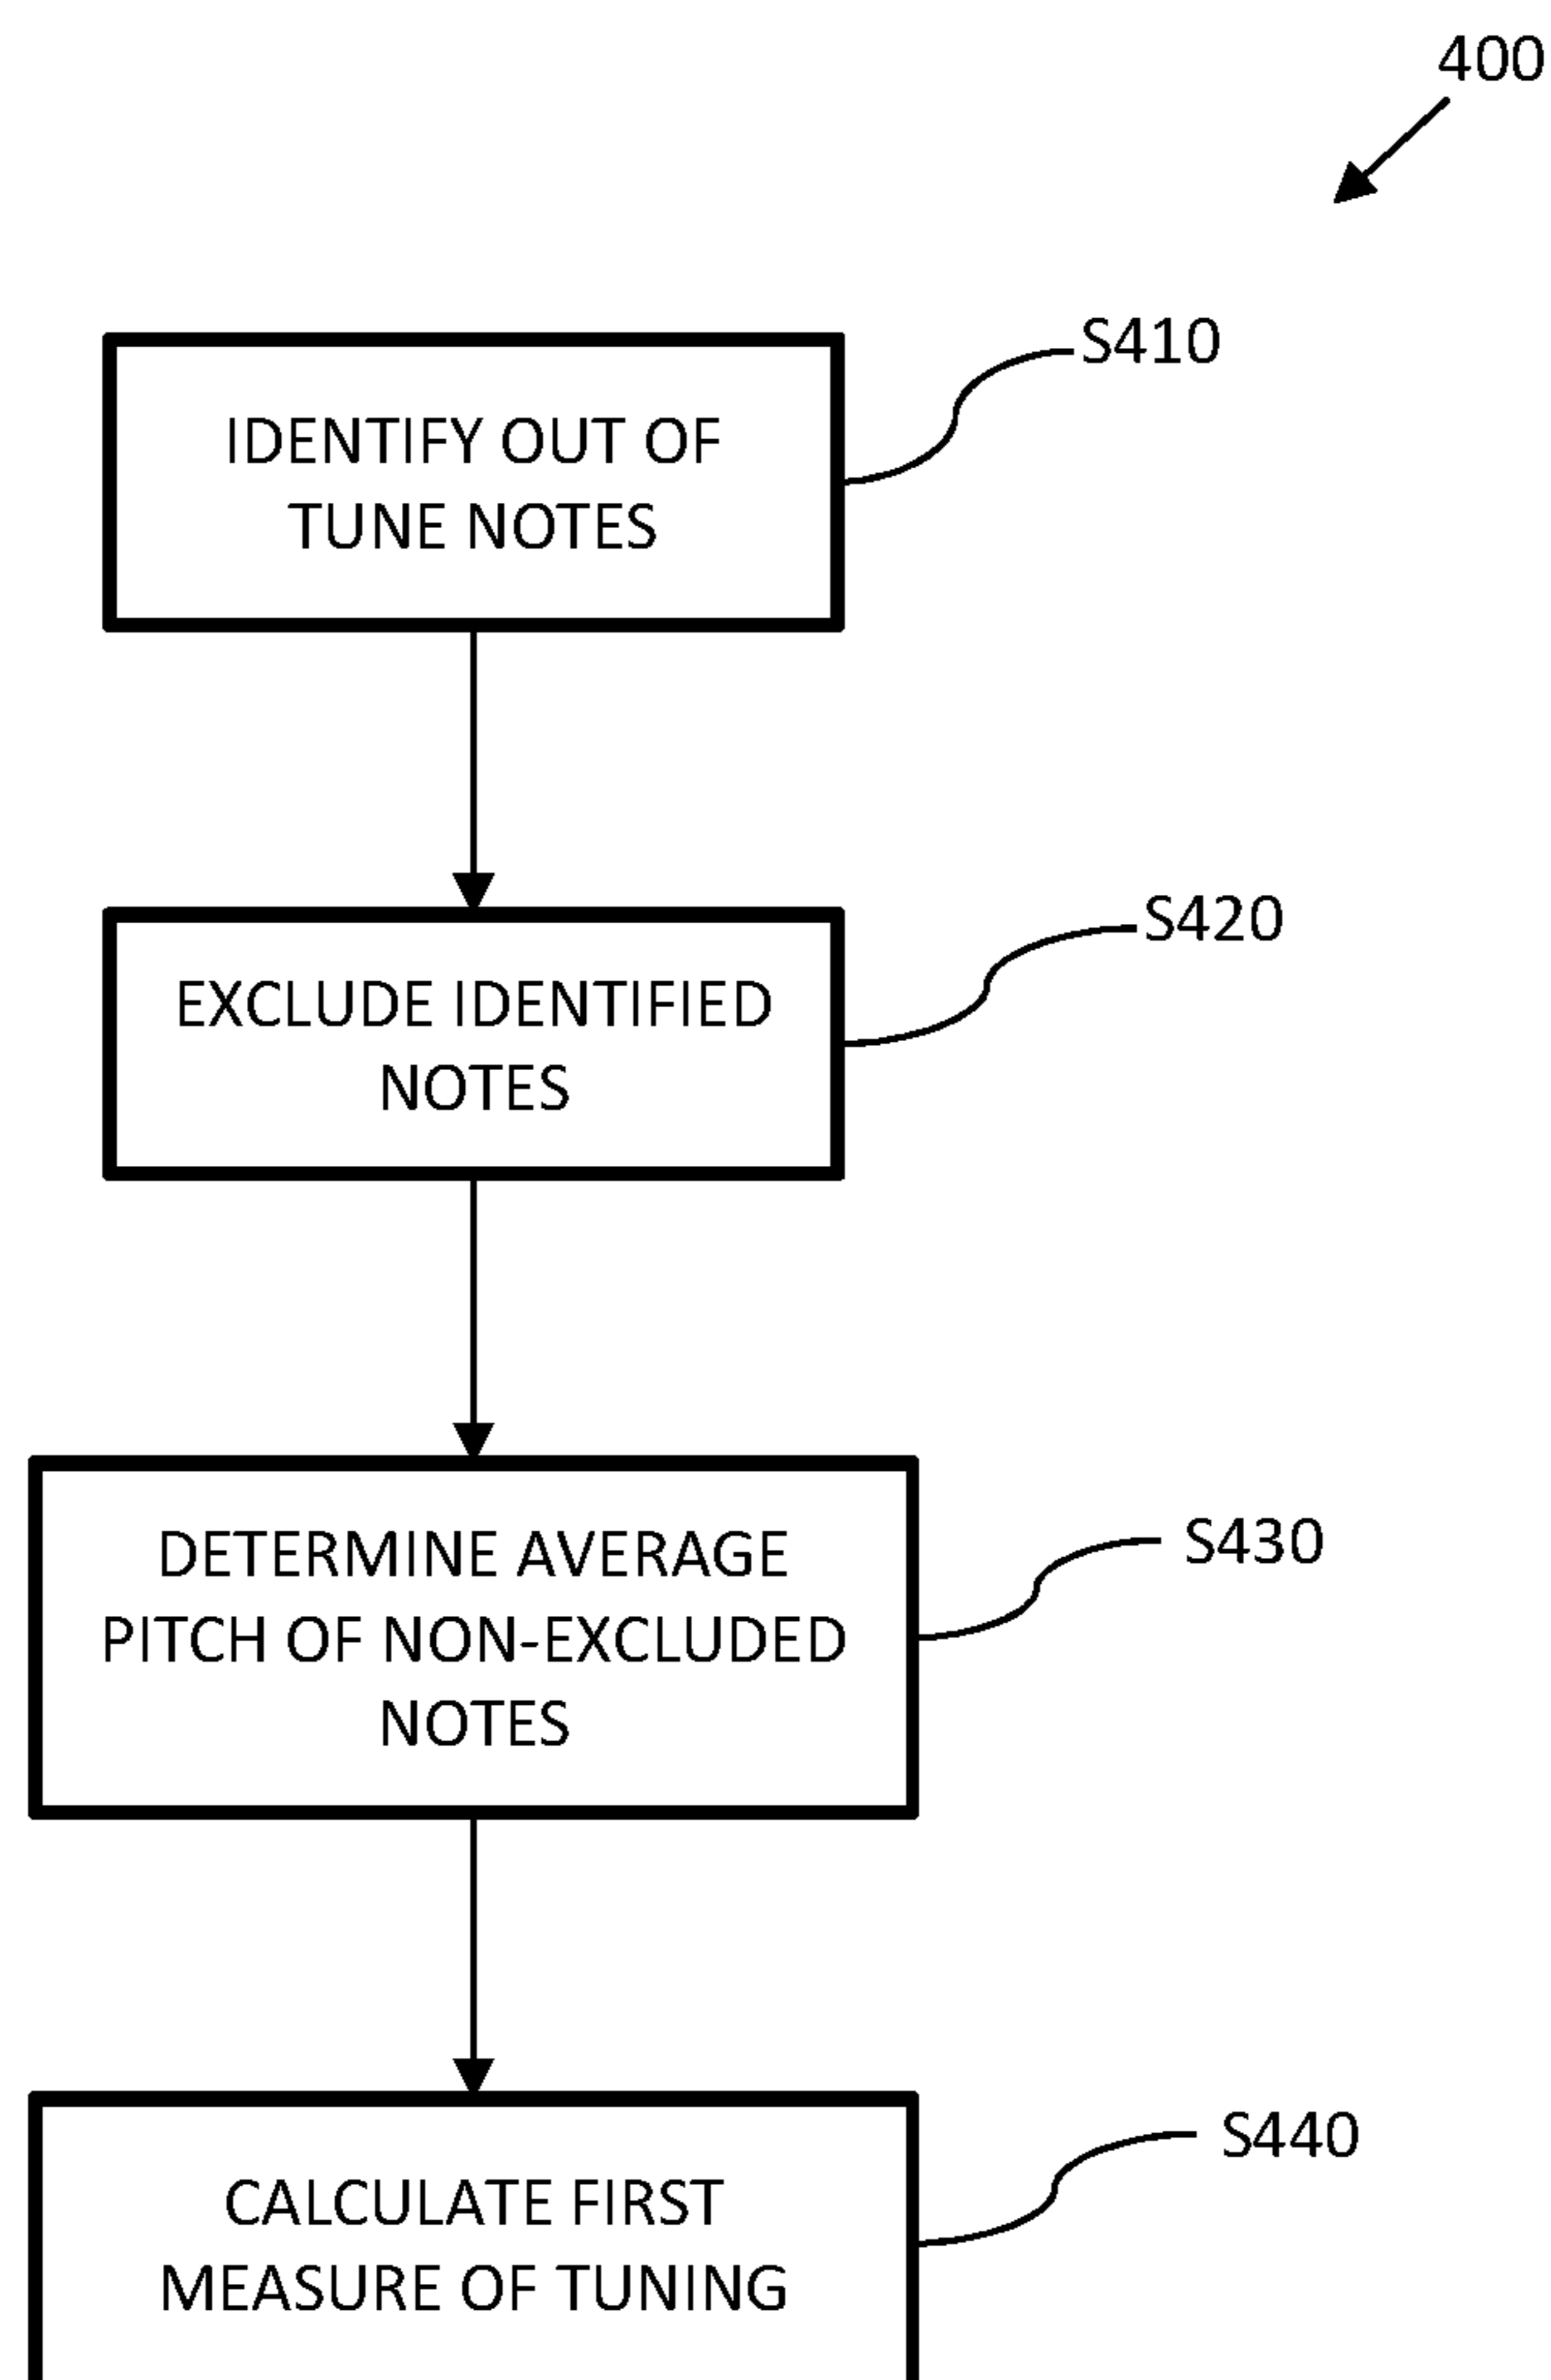 400
S410
IDENTIFY OUT OF
TUNE NOTES
S420
EXCLUDE IDENTIFIED
NOTES
S430
DETERMINE AVERAGE
PITCH OF NON-EXCLUDED
NOTES
S440
CALCULATE FIRST
MEASURE OF TUNING